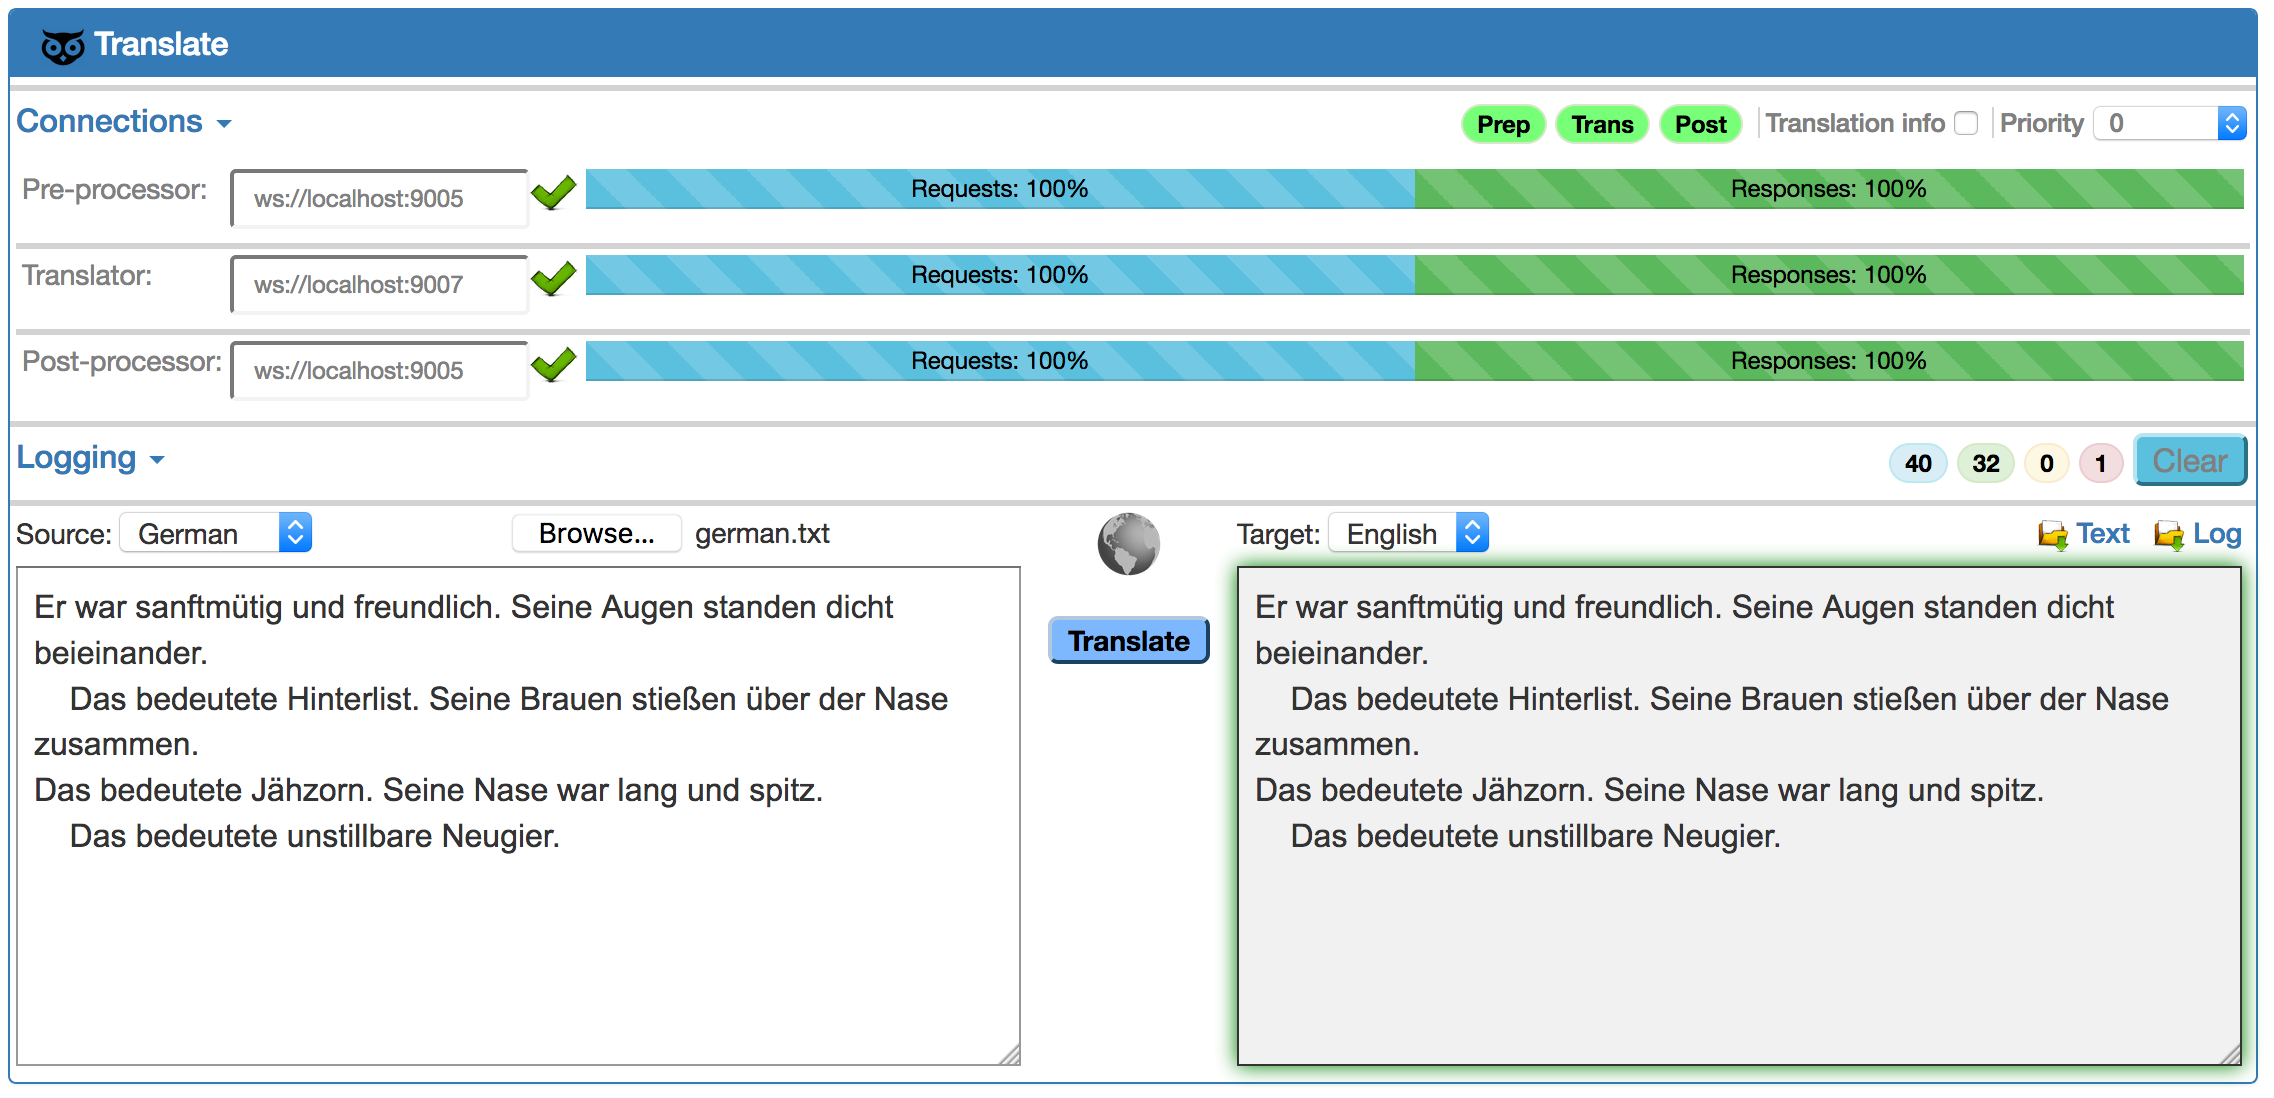 Translate
Connections
Prep Trans Post Translation info Priority 0
Pre-processor: ws://localhost:9005 Requests: 100% Responses: 100%
Translator: ws://localhost:9007 Requests: 100% Responses: 100%
Post-processor: ws://localhost:9005 Requests: 100% Responses: 100%
Logging 40 32 0 1 Clear
Source: German Browse... german.txt Target: English Text Log
Er war sanftmütig und freundlich. Seine Augen standen dicht
beieinander.
Das bedeutete Hinterlist. Seine Brauen stießen über der Nase
zusammen.
Das bedeutete Jähzorn. Seine Nase war lang und spitz.
Das bedeutete unstillbare Neugier.
Translate
Er war sanftmütig und freundlich. Seine Augen standen dicht
beieinander.
Das bedeutete Hinterlist. Seine Brauen stießen über der Nase
zusammen.
Das bedeutete Jähzorn. Seine Nase war lang und spitz.
Das bedeutete unstillbare Neugier.